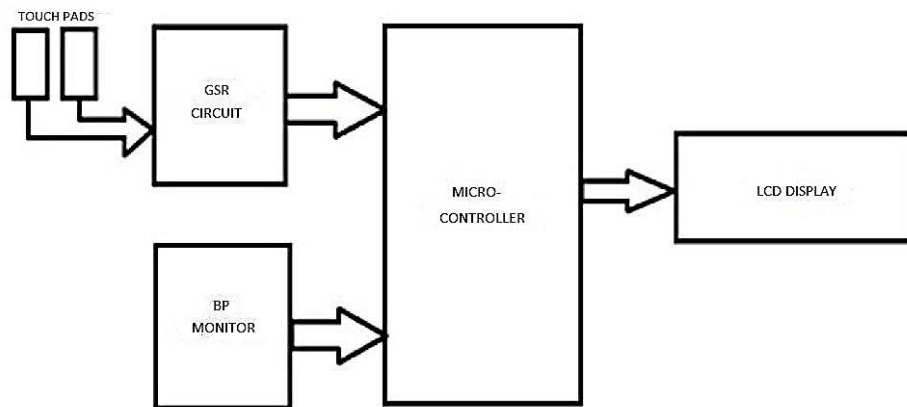 TOUCH PADS
GSR
CIRCUIT
MICRO-
CONTROLLER
LCD DISPLAY
BP
MONITOR